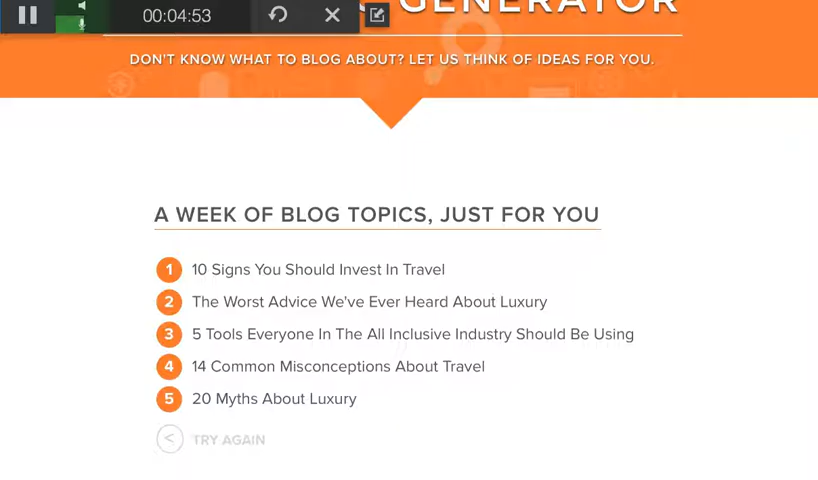 00:04:53
GENERATOR
DON'T KNOW WHAT TO BLOG ABOUT? LET US THINK OF IDEAS FOR YOU.
A WEEK OF BLOG TOPICS, JUST FOR YOU
1 10 Signs You Should Invest In Travel
2 The Worst Advice We've Ever Heard About Luxury
3 5 Tools Everyone In The All Inclusive Industry Should Be Using
4 14 Common Misconceptions About Travel
5 20 Myths About Luxury
< TRY AGAIN